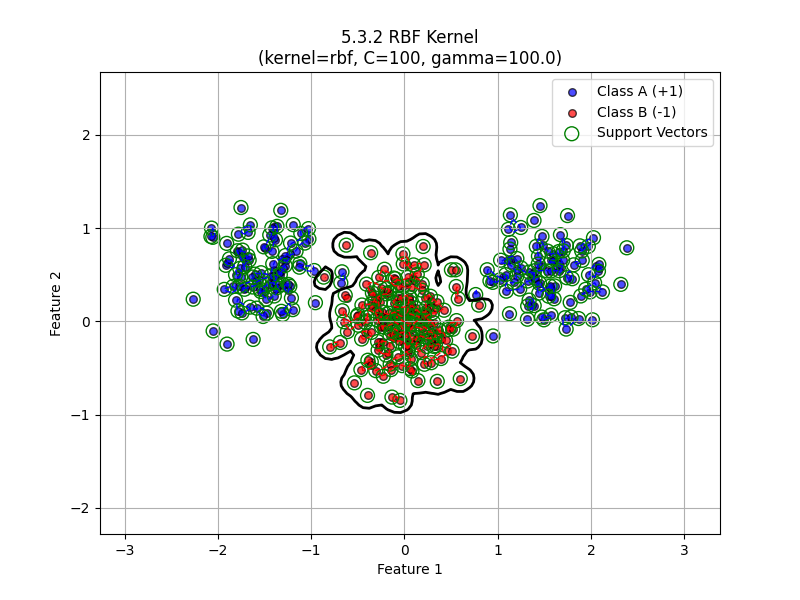 5.3.2 RBF Kernel
(kernel=rbf, C=100, gamma=100.0)
Class A (+1)
Class B (-1)
Support Vectors
Feature 2
2
1
0
−1
−2
−3
−2
−1
0
1
2
3
Feature 1